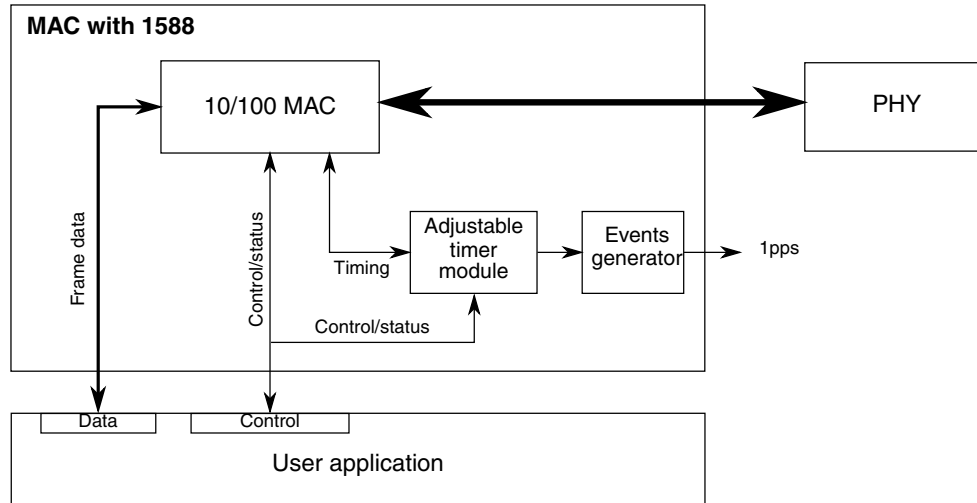 MAC with 1588
10/100 MAC
PHY
Frame data
Control/status
Timing
Adjustable
timer
module
Events
generator
1pps
Control/status
Data
Control
User application